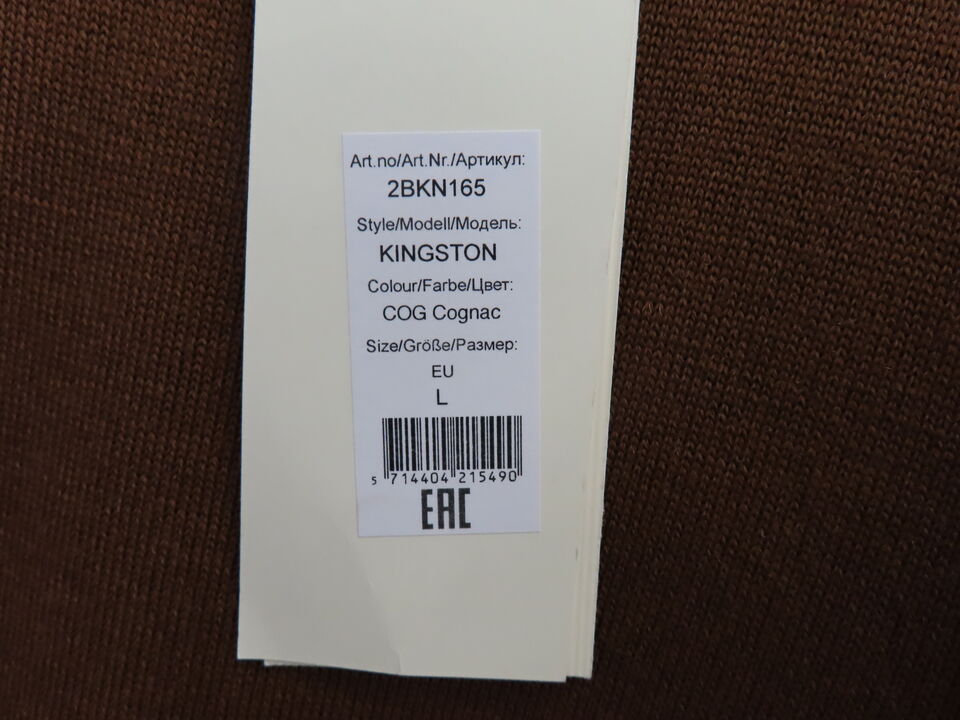 Art.no/Art.Nr./Артикул:
2BKN165
Style/Modell/Модель:
KINGSTON
Colour/Farbe/Цвет:
COG Cognac
Size/Größe/Размер:
EU
L
5 714404 215490
EAC